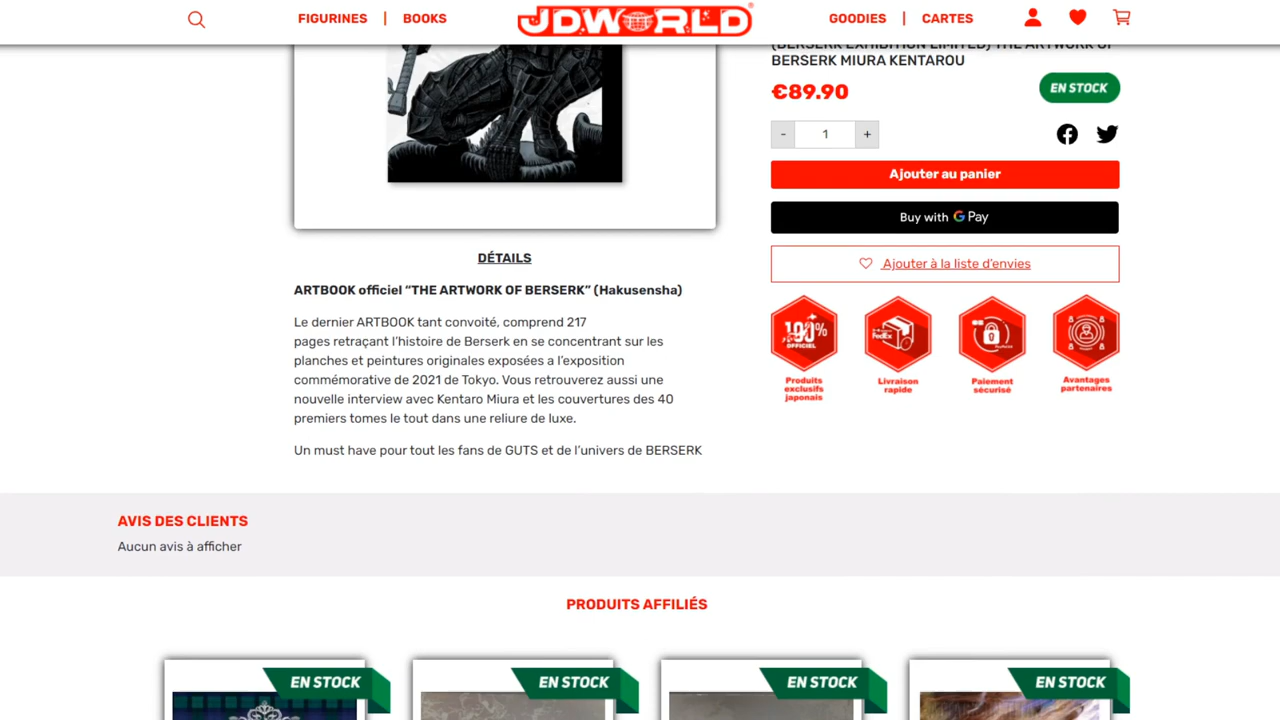 FIGURINES | BOOKS
JDWORLD®
GOODIES | CARTES
(BERSERK EXHIBITION LIMITED) THE ARTWORK OF
BERSERK MIURA KENTAROU
€89.90
EN STOCK
- 1 +
Ajouter au panier
Buy with G Pay
Ajouter à la liste d’envies
100%
OFFICIEL
FedEx
Produits
exclusifs
japonais
Livraison
rapide
Paiement
sécurisé
Avantages
partenaires
DÉTAILS
ARTBOOK officiel “THE ARTWORK OF BERSERK” (Hakusensha)
Le dernier ARTBOOK tant convoité, comprend 217
pages retraçant l’histoire de Berserk en se concentrant sur les
planches et peintures originales exposées a l’exposition
commémorative de 2021 de Tokyo. Vous retrouverez aussi une
nouvelle interview avec Kentaro Miura et les couvertures des 40
premiers tomes le tout dans une reliure de luxe.
Un must have pour tout les fans de GUTS et de l’univers de BERSERK
AVIS DES CLIENTS
Aucun avis à afficher
PRODUITS AFFILIÉS
EN STOCK
EN STOCK
EN STOCK
EN STOCK